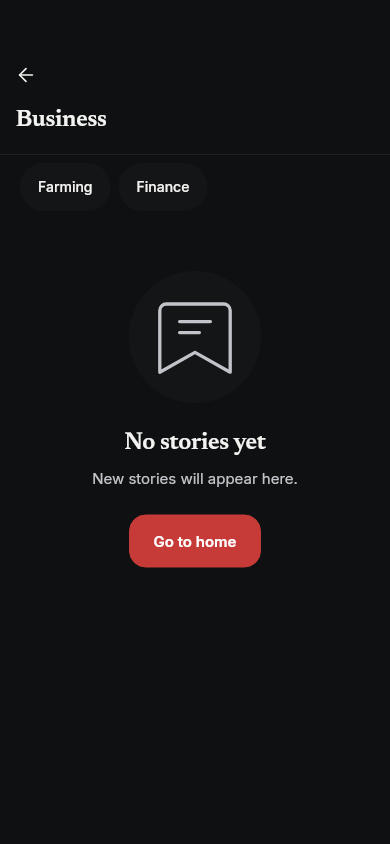 Business
Farming
Finance
No stories yet
New stories will appear here.
Go to home